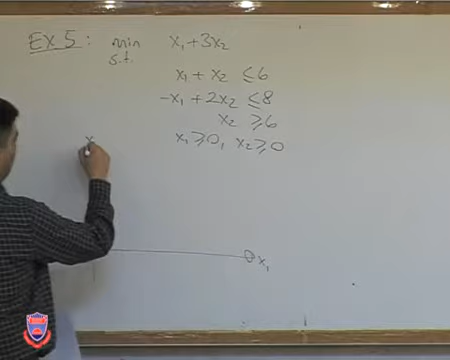 Ex 5 : min x₁ + 3x₂
s.t.
x₁ + x₂ ≤ 6
-x₁ + 2x₂ ≤ 8
x₂ ≥ 6
x₁ ≥ 0, x₂ ≥ 0
x
x₁